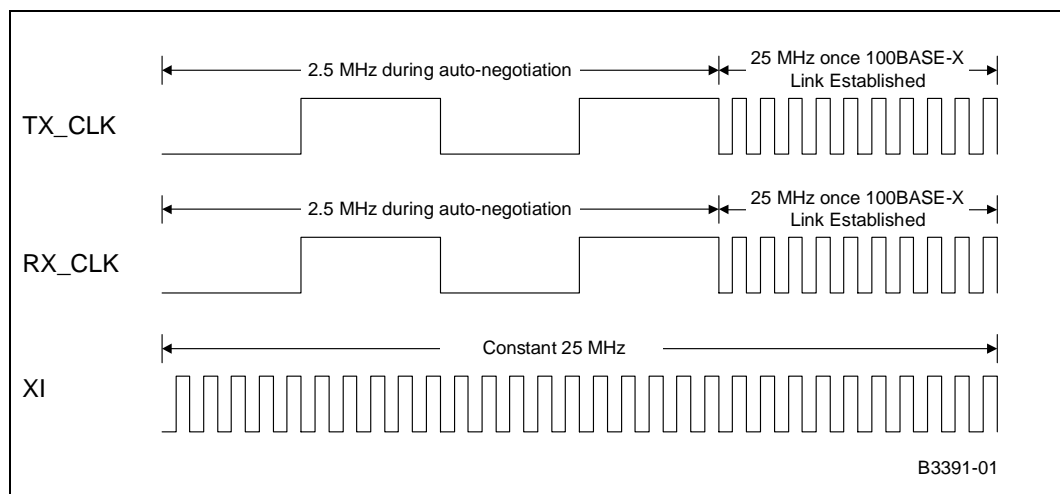 2.5 MHz during auto-negotiation
25 MHz once 100BASE-X
Link Established
TX_CLK
2.5 MHz during auto-negotiation
25 MHz once 100BASE-X
Link Established
RX_CLK
Constant 25 MHz
XI
B3391-01